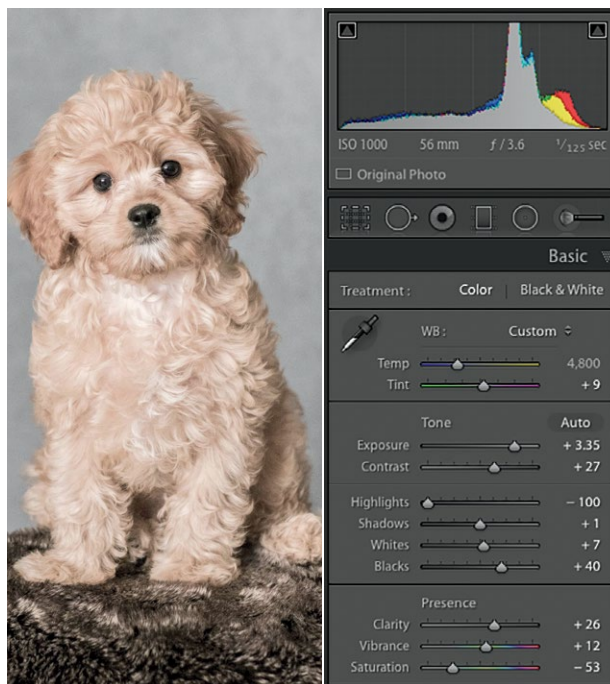 ISO 1000 56 mm ƒ / 3.6 1/125 sec
Original Photo
Basic
Treatment : Color | Black & White
WB : Custom
Temp 4,800
Tint + 9
Tone Auto
Exposure + 3.35
Contrast + 27
Highlights − 100
Shadows + 1
Whites + 7
Blacks + 40
Presence
Clarity + 26
Vibrance + 12
Saturation − 53